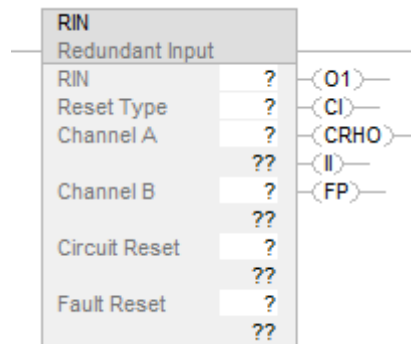 RIN
Redundant Input
RIN ? O1
Reset Type ? CI
Channel A ? CRHO
?? II
Channel B ? FP
??
Circuit Reset ?
??
Fault Reset ?
??